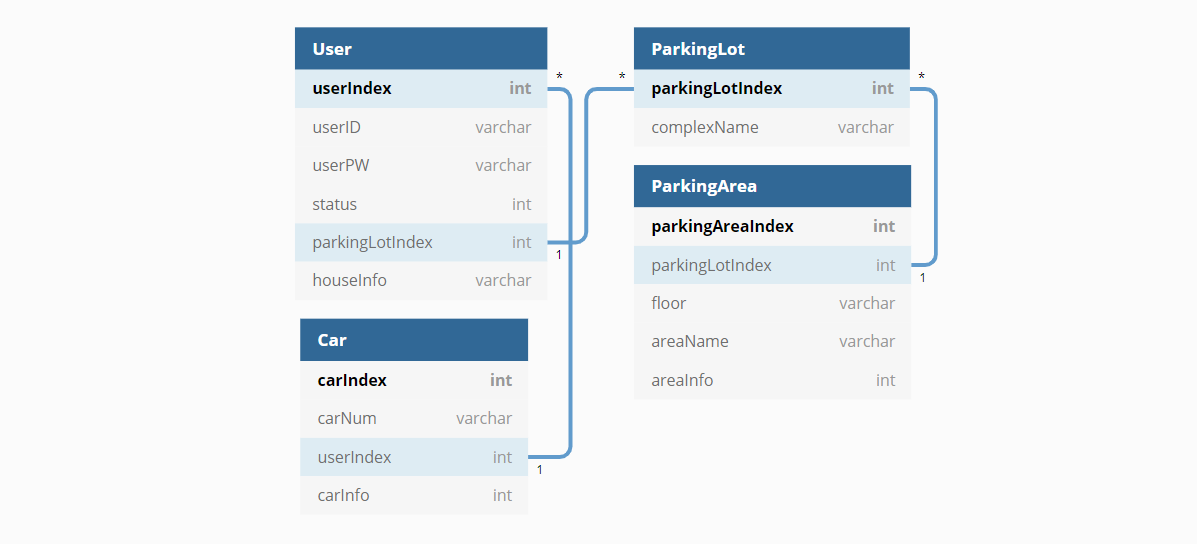 User
userIndex int
userID varchar
userPW varchar
status int
parkingLotIndex int
houseInfo varchar
*
1
Car
carIndex int
carNum varchar
userIndex int
carInfo int
1
ParkingLot
* parkingLotIndex int *
complexName varchar
ParkingArea
parkingAreaIndex int
parkingLotIndex int
1
floor varchar
areaName varchar
areaInfo int